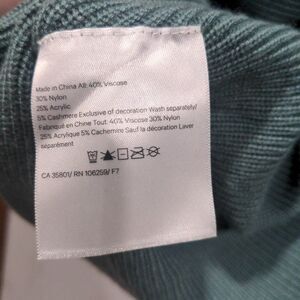 Made in China All: 40% Viscose
30% Nylon
25% Acrylic
5% Cashmere Exclusive of decoration Wash separately/
Fabriqué en Chine Tout: 40% Viscose 30% Nylon
25% Acrylique 5% Cachemire Sauf la décoration Laver
séparément
CA 35801/ RN 106259/ F7